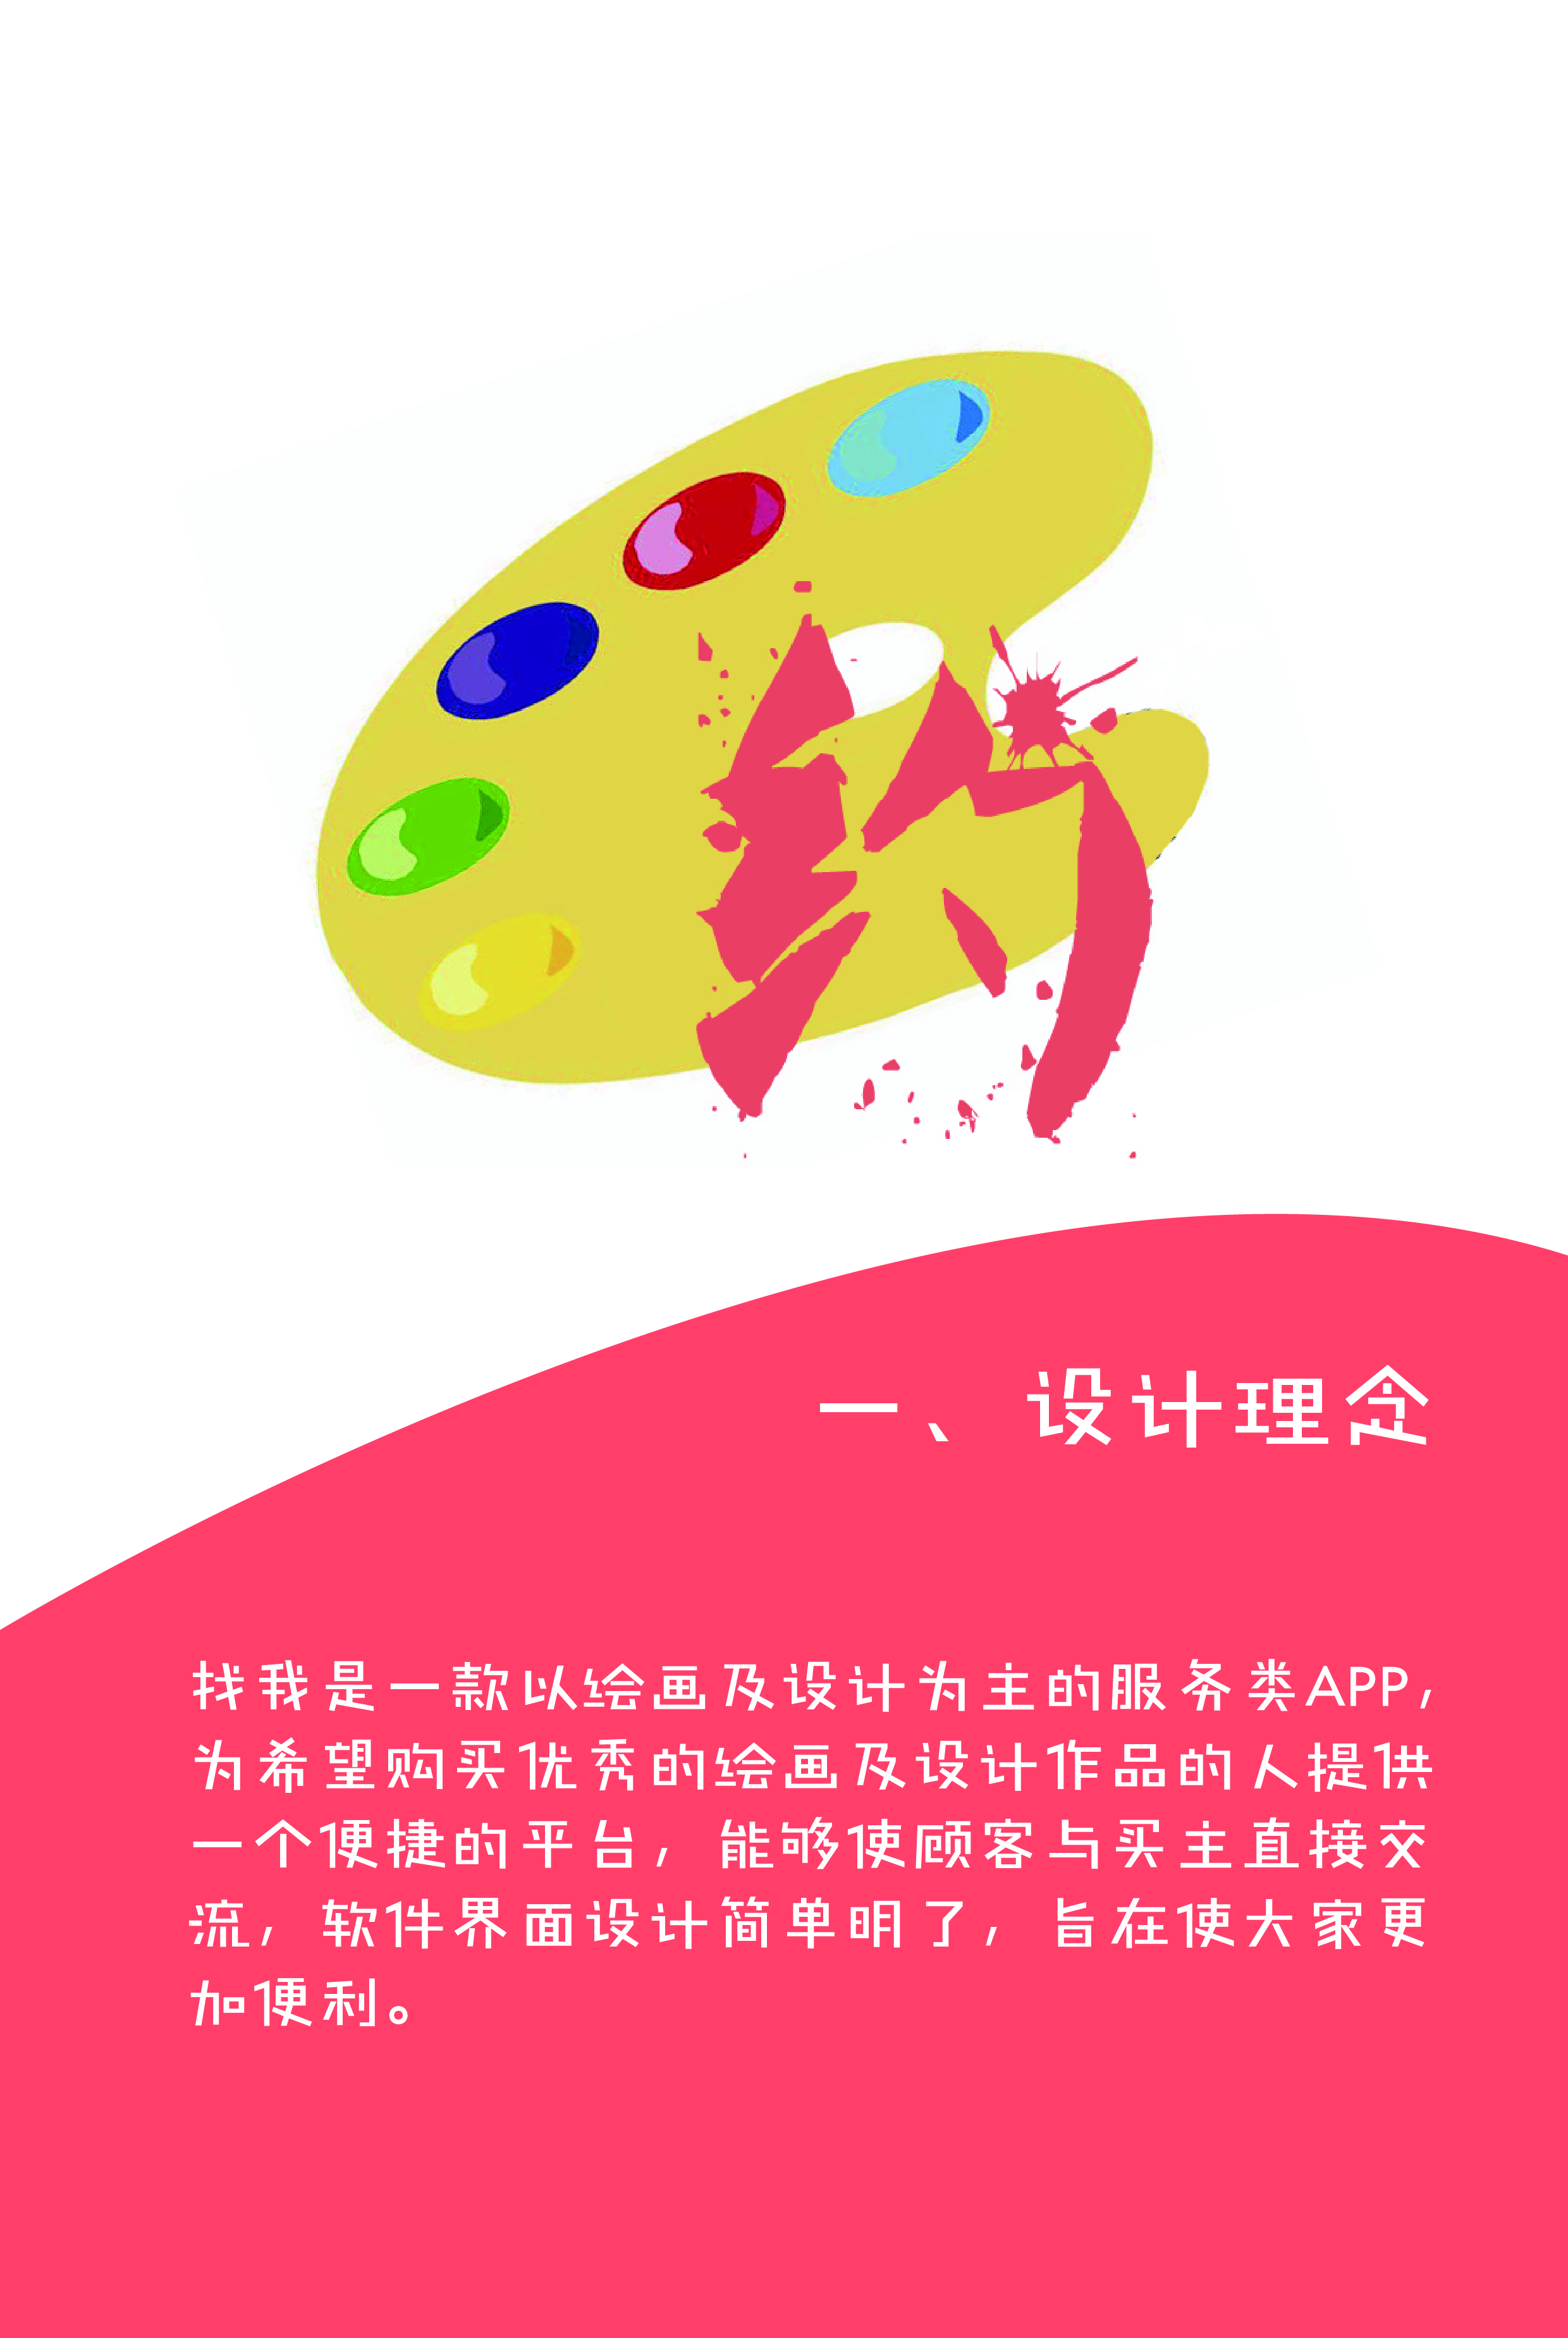 约
一、设计理念
找我是一款以绘画及设计为主的服务类APP，
为希望购买优秀的绘画及设计作品的人提供
一个便捷的平台，能够使顾客与买主直接交
流，软件界面设计简单明了，旨在使大家更
加便利。